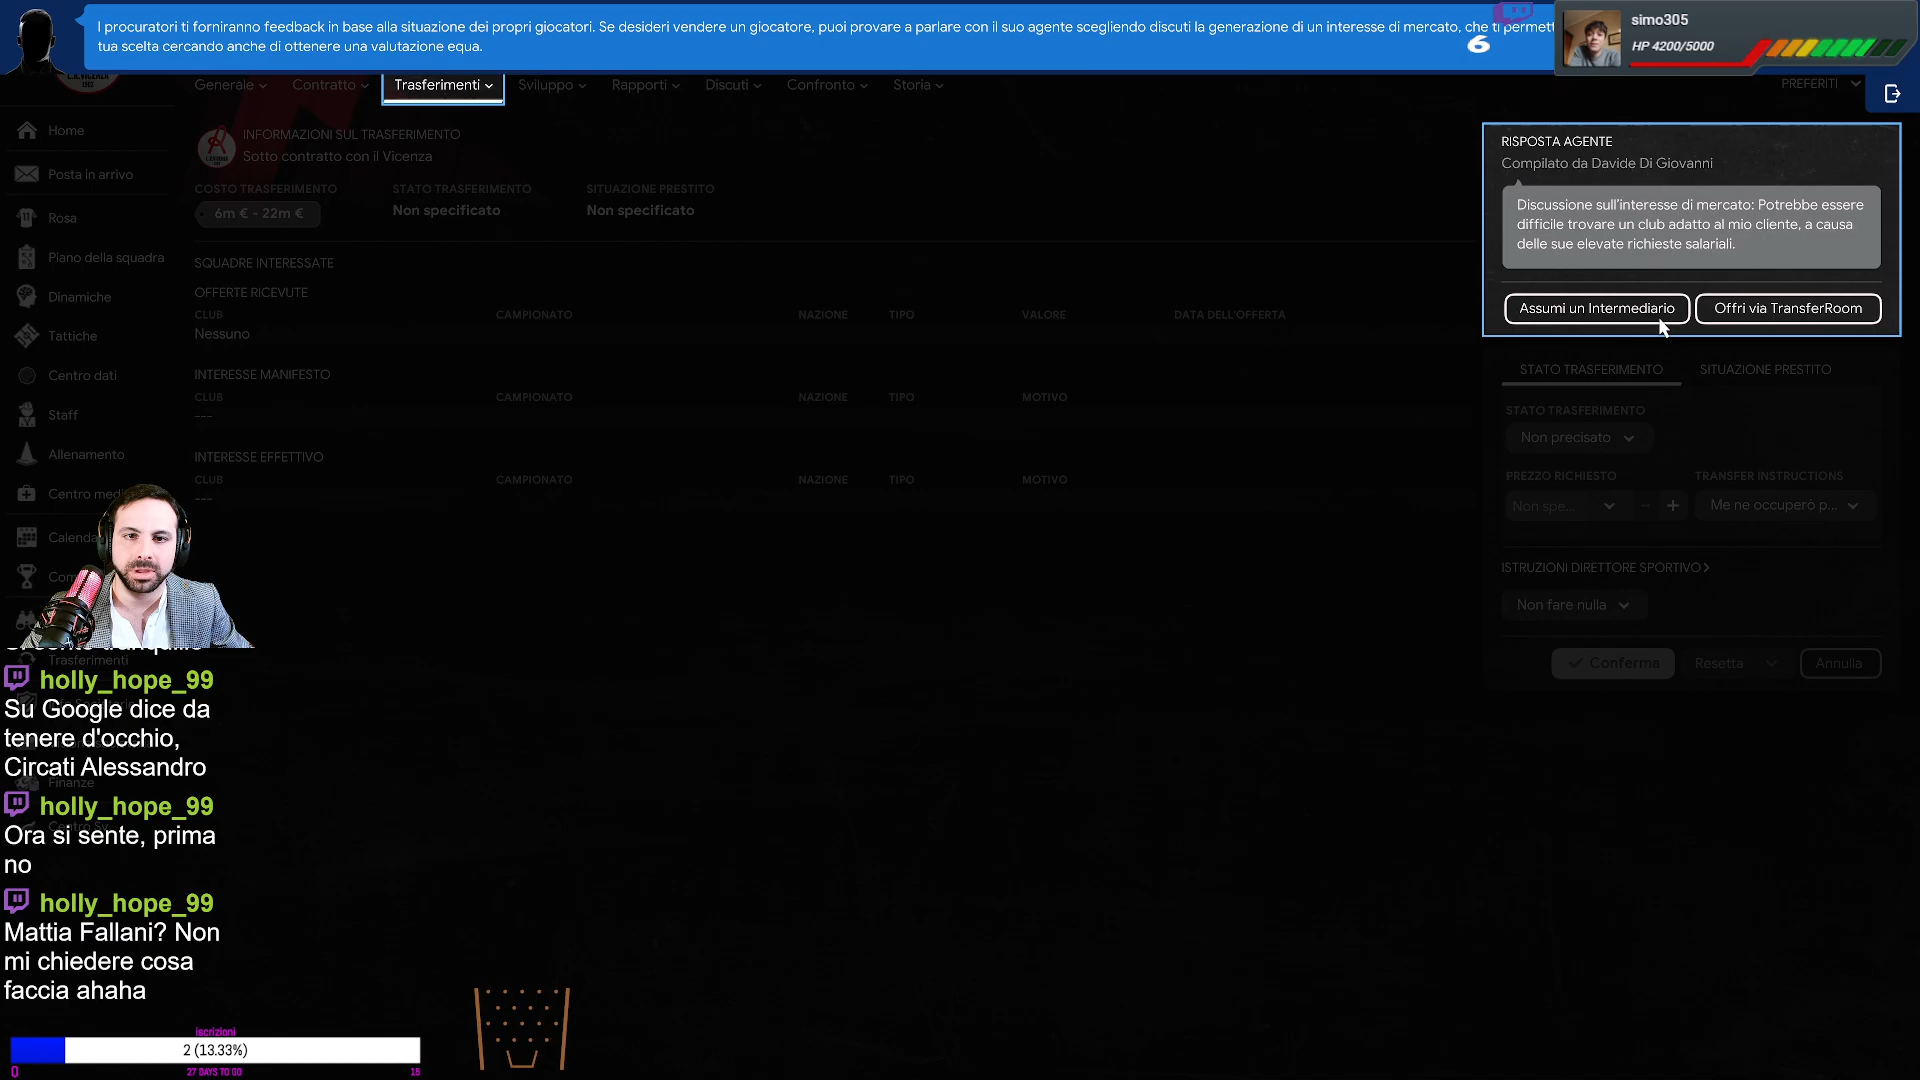 I procuratori ti forniranno feedback in base alla situazione dei propri giocatori. Se desideri vendere un giocatore, puoi provare a parlare con il suo agente scegliendo discuti la generazione di un interesse di mercato, che ti permett
tua scelta cercando anche di ottenere una valutazione equa.
6
simo305
HP 4200/5000
Generale
Contratto
Trasferimenti
Sviluppo
Rapporti
Discuti
Confronto
Storia
PREFERITI
Home
Posta in arrivo
Rosa
Piano della squadra
Dinamiche
Tattiche
Centro dati
Staff
Allenamento
Centro med
Calenda
Com
Trasferimenti
Finanze
INFORMAZIONI SUL TRASFERIMENTO
Sotto contratto con il Vicenza
COSTO TRASFERIMENTO
STATO TRASFERIMENTO
SITUAZIONE PRESTITO
6m € - 22m €
Non specificato
Non specificato
SQUADRE INTERESSATE
OFFERTE RICEVUTE
CLUB CAMPIONATO NAZIONE TIPO VALORE DATA DELL'OFFERTA
Nessuno
INTERESSE MANIFESTO
CLUB CAMPIONATO NAZIONE TIPO MOTIVO
---
INTERESSE EFFETTIVO
CLUB CAMPIONATO NAZIONE TIPO MOTIVO
---
RISPOSTA AGENTE
Compilato da Davide Di Giovanni
Discussione sull'interesse di mercato: Potrebbe essere
difficile trovare un club adatto al mio cliente, a causa
delle sue elevate richieste salariali.
Assumi un Intermediario
Offri via TransferRoom
STATO TRASFERIMENTO
SITUAZIONE PRESTITO
STATO TRASFERIMENTO
Non precisato
PREZZO RICHIESTO
TRANSFER INSTRUCTIONS
Non spe...
Me ne occuperò p...
ISTRUZIONI DIRETTORE SPORTIVO
Non fare nulla
Conferma
Resetta
Annulla
holly_hope_99
Su Google dice da
tenere d'occhio,
Circati Alessandro
holly_hope_99
Ora si sente, prima
no
holly_hope_99
Mattia Fallani? Non
mi chiedere cosa
faccia ahaha
iscrizioni
2 (13.33%)
0
27 DAYS TO GO
15